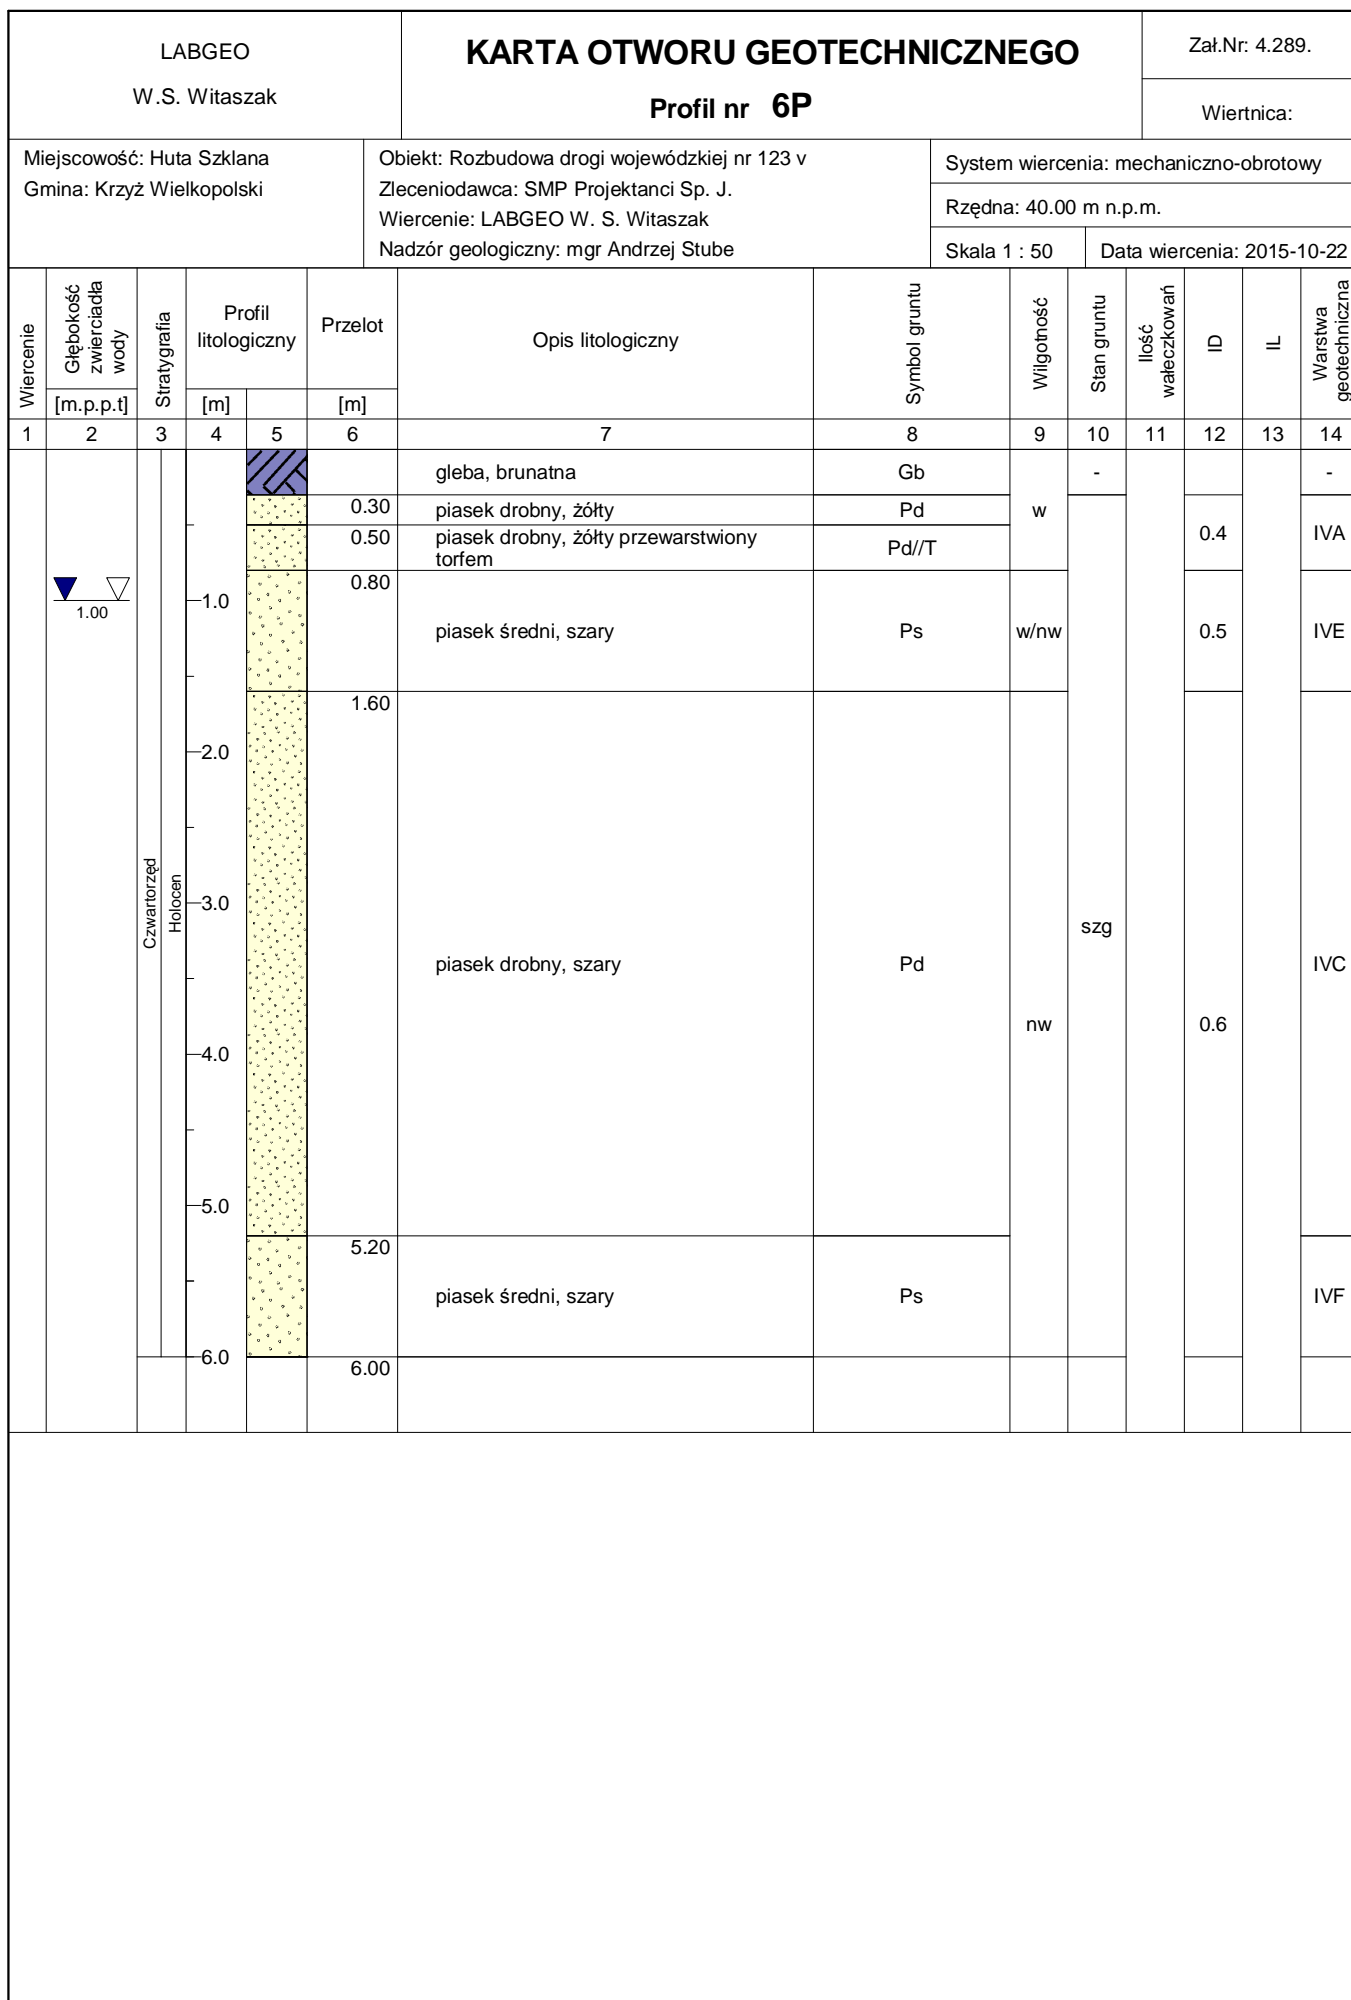 LABGEO
W.S. Witaszak
KARTA OTWORU GEOTECHNICZNEGO
Profil nr 6P
Zał.Nr: 4.289.
Wiertnica:
Miejscowość: Huta Szklana
Gmina: Krzyż Wielkopolski
Obiekt: Rozbudowa drogi wojewódzkiej nr 123 v
Zleceniodawca: SMP Projektanci Sp. J.
Wiercenie: LABGEO W. S. Witaszak
Nadzór geologiczny: mgr Andrzej Stube
System wiercenia: mechaniczno-obrotowy
Rzędna: 40.00 m n.p.m.
Skala 1 : 50
Data wiercenia: 2015-10-22
Wiercenie
Głębokość
zwierciadła
wody
[m.p.p.t]
Stratygrafia
Profil
litologiczny
[m]
Przelot
[m]
Opis litologiczny
Symbol gruntu
Wilgotność
Stan gruntu
Ilość
wałeczkowań
ID
IL
Warstwa
geotechniczna
1 2 3 4 5 6 7 8 9 10 11 12 13 14
gleba, brunatna Gb - -
0.30 piasek drobny, żółty Pd w
0.50 piasek drobny, żółty przewarstwiony
torfem Pd//T 0.4 IVA
0.80
1.00
1.0
piasek średni, szary Ps w/nw 0.5 IVE
1.60
2.0
Czwartorzęd
Holocen
3.0
szg
piasek drobny, szary Pd IVC
nw 0.6
4.0
5.0
5.20
piasek średni, szary Ps IVF
6.0
6.00